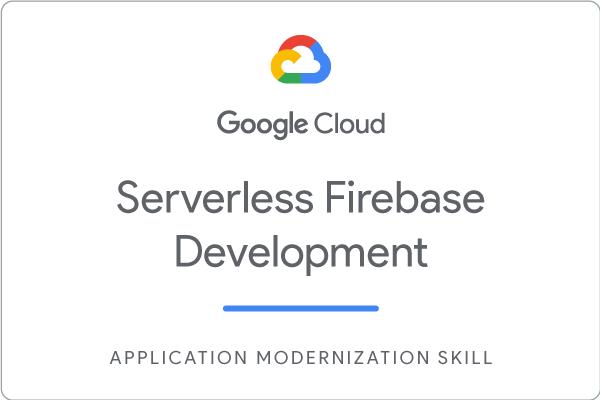 Google Cloud
Serverless Firebase
Development
APPLICATION MODERNIZATION SKILL